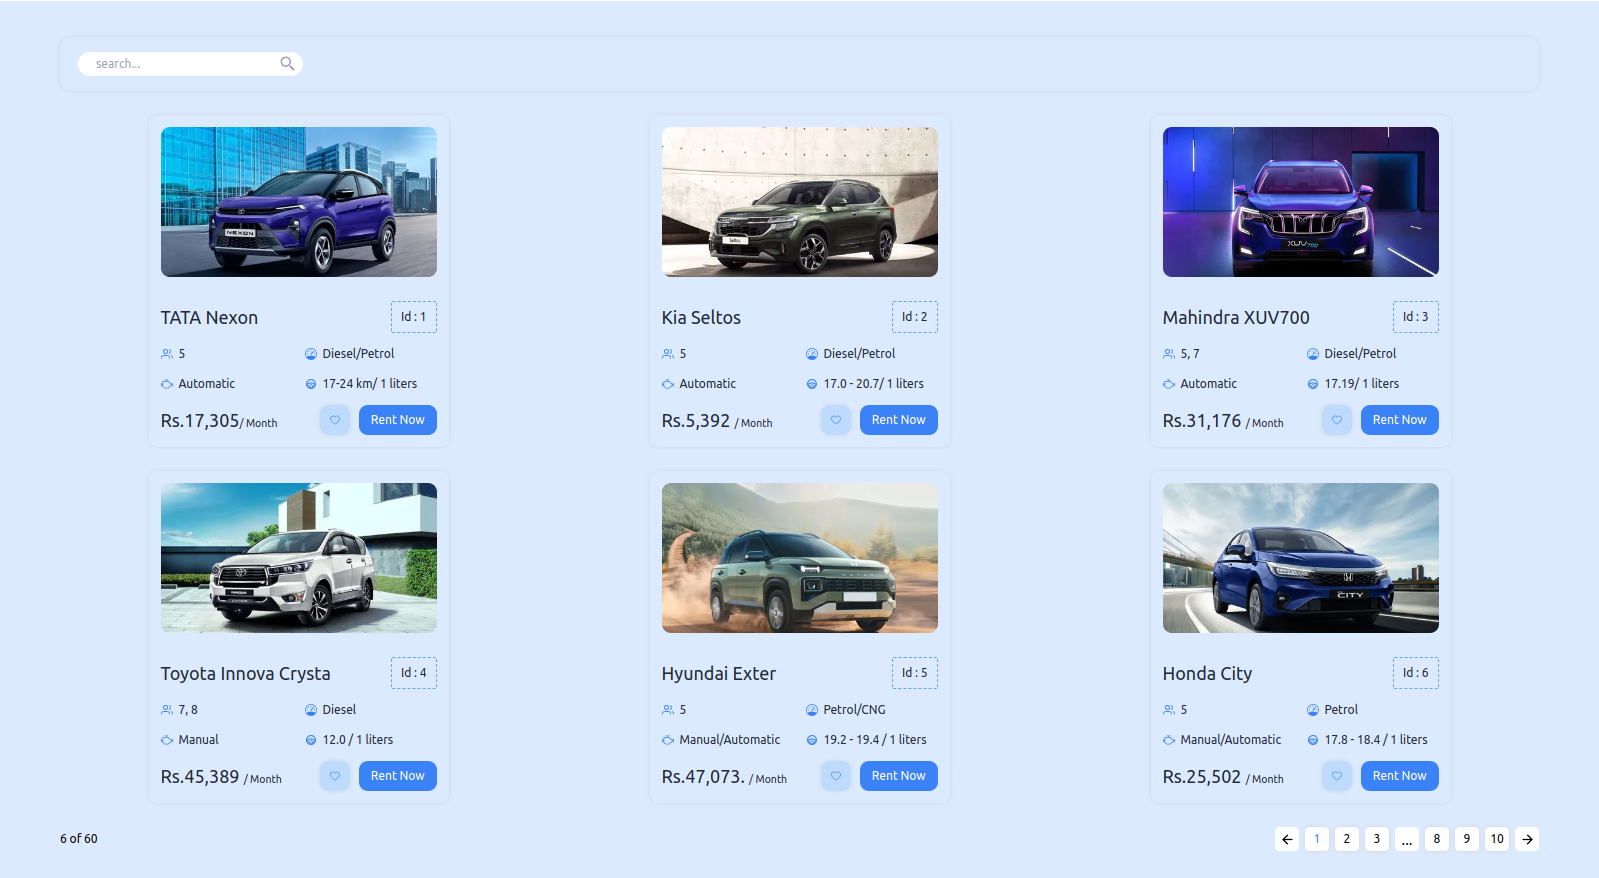 search...
NEXON
TATA Nexon
Id : 1
5
Diesel/Petrol
Automatic
17-24 km/ 1 liters
Rs.17,305/ Month
Rent Now
Seltos
Kia Seltos
Id : 2
5
Diesel/Petrol
Automatic
17.0 - 20.7/ 1 liters
Rs.5,392 / Month
Rent Now
XUV700
Mahindra XUV700
Id : 3
5, 7
Diesel/Petrol
Automatic
17.19/ 1 liters
Rs.31,176 / Month
Rent Now
Toyota Innova Crysta
Id : 4
7, 8
Diesel
Manual
12.0 / 1 liters
Rs.45,389 / Month
Rent Now
Hyundai Exter
Id : 5
5
Petrol/CNG
Manual/Automatic
19.2 - 19.4 / 1 liters
Rs.47,073. / Month
Rent Now
CITY
Honda City
Id : 6
5
Petrol
Manual/Automatic
17.8 - 18.4 / 1 liters
Rs.25,502 / Month
Rent Now
6 of 60
1 2 3 ... 8 9 10